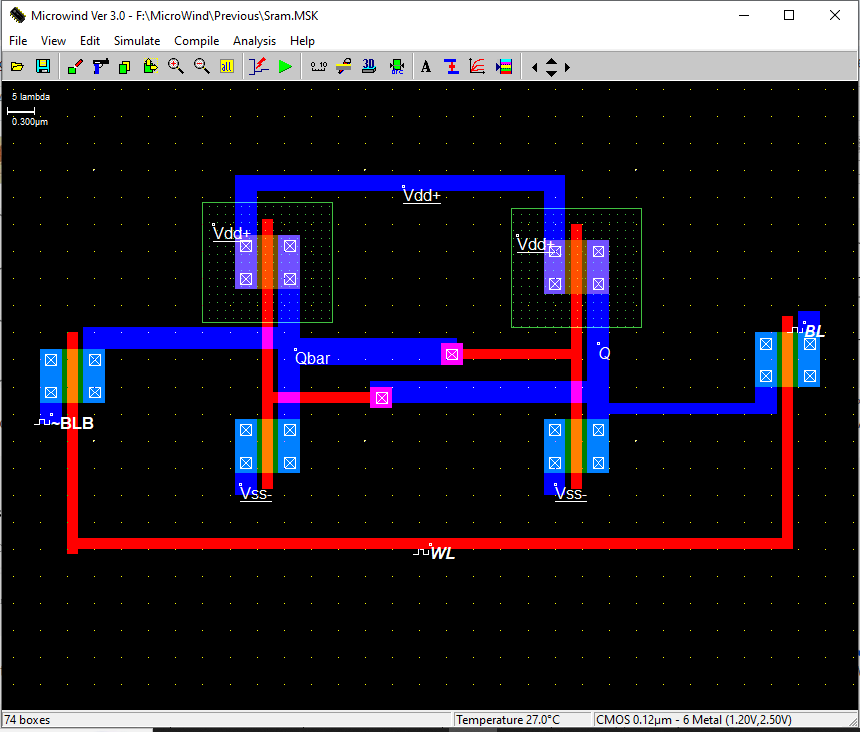 Microwind Ver 3.0 - F:\MicroWind\Previous\Sram.MSK
File View Edit Simulate Compile Analysis Help
all 0..10 3D DRC A
5 lambda
0.300µm
Vdd+
Vdd+
Vdd+
BL
Qbar
Q
~BLB
Vss-
Vss-
WL
74 boxes Temperature 27.0°C CMOS 0.12µm - 6 Metal (1.20V,2.50V)